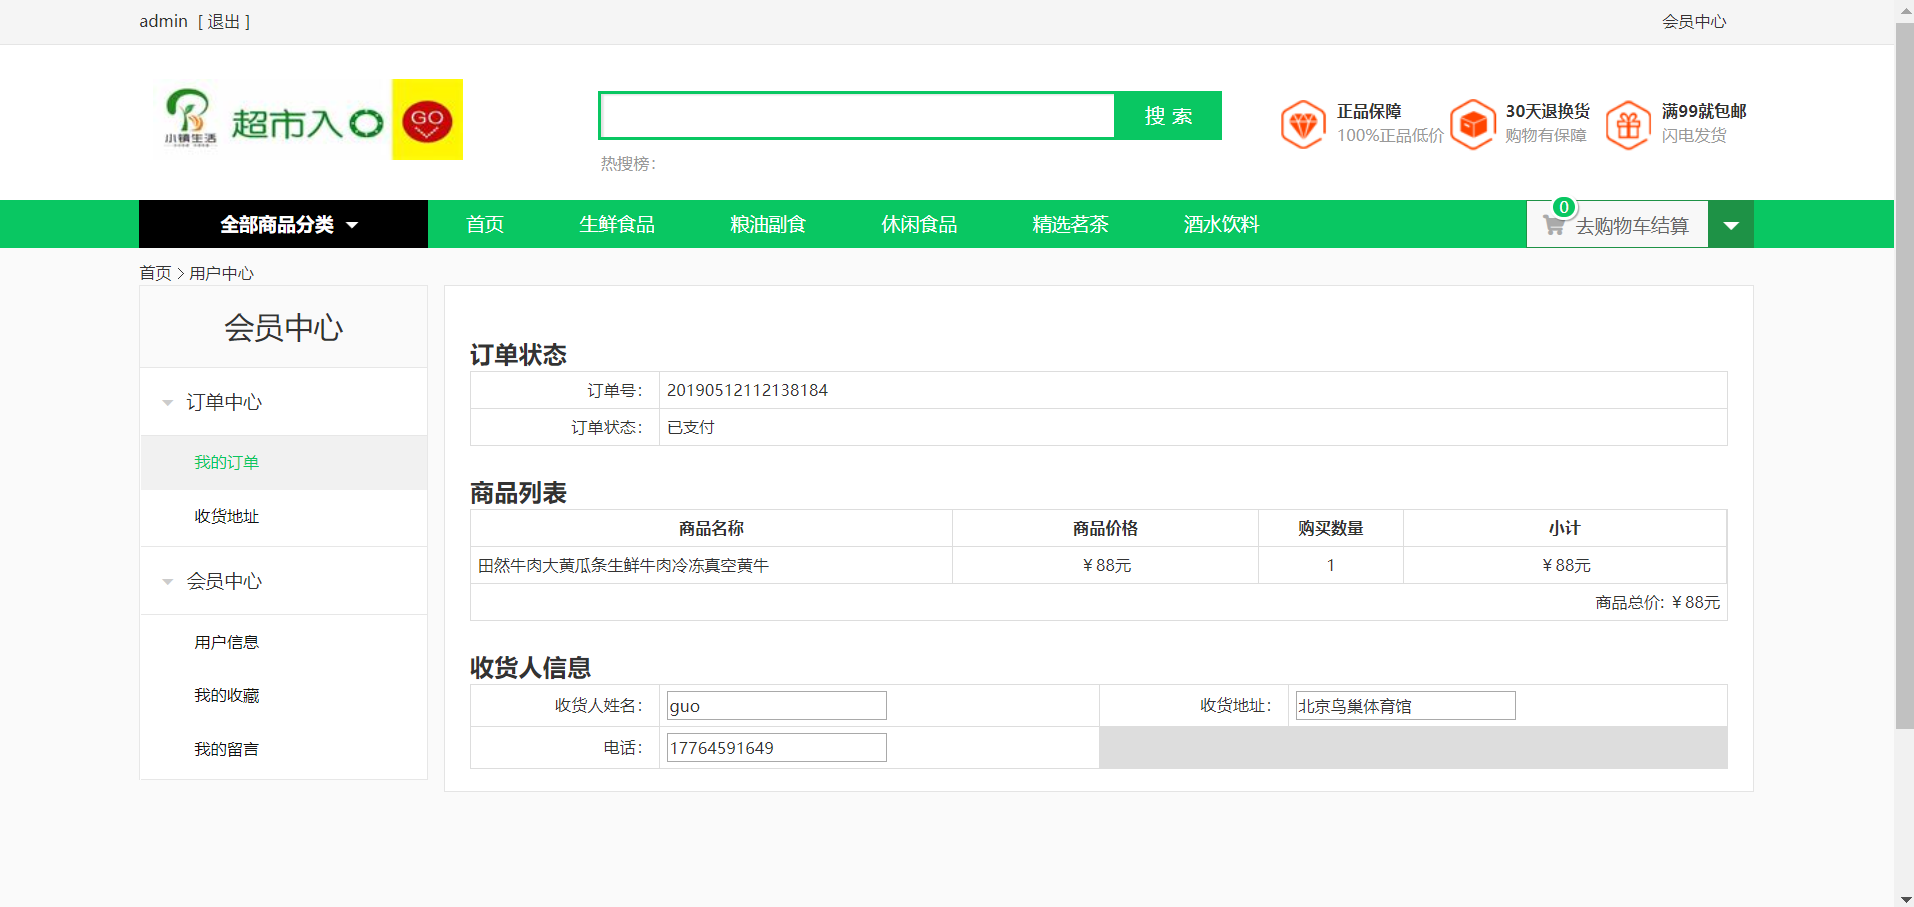 admin [ 退出 ]
会员中心
小镇生活
超市入口
GO
搜 索
热搜榜：
正品保障
100%正品低价
30天退换货
购物有保障
满99就包邮
闪电发货
全部商品分类
首页
生鲜食品
粮油副食
休闲食品
精选茗茶
酒水饮料
0
去购物车结算
首页 > 用户中心
会员中心
订单中心
我的订单
收货地址
会员中心
用户信息
我的收藏
我的留言
订单状态
订单号： 20190512112138184
订单状态： 已支付
商品列表
商品名称 商品价格 购买数量 小计
田然牛肉大黄瓜条生鲜牛肉冷冻真空黄牛 ￥88元 1 ￥88元
商品总价: ￥88元
收货人信息
收货人姓名： guo 收货地址： 北京鸟巢体育馆
电话： 17764591649